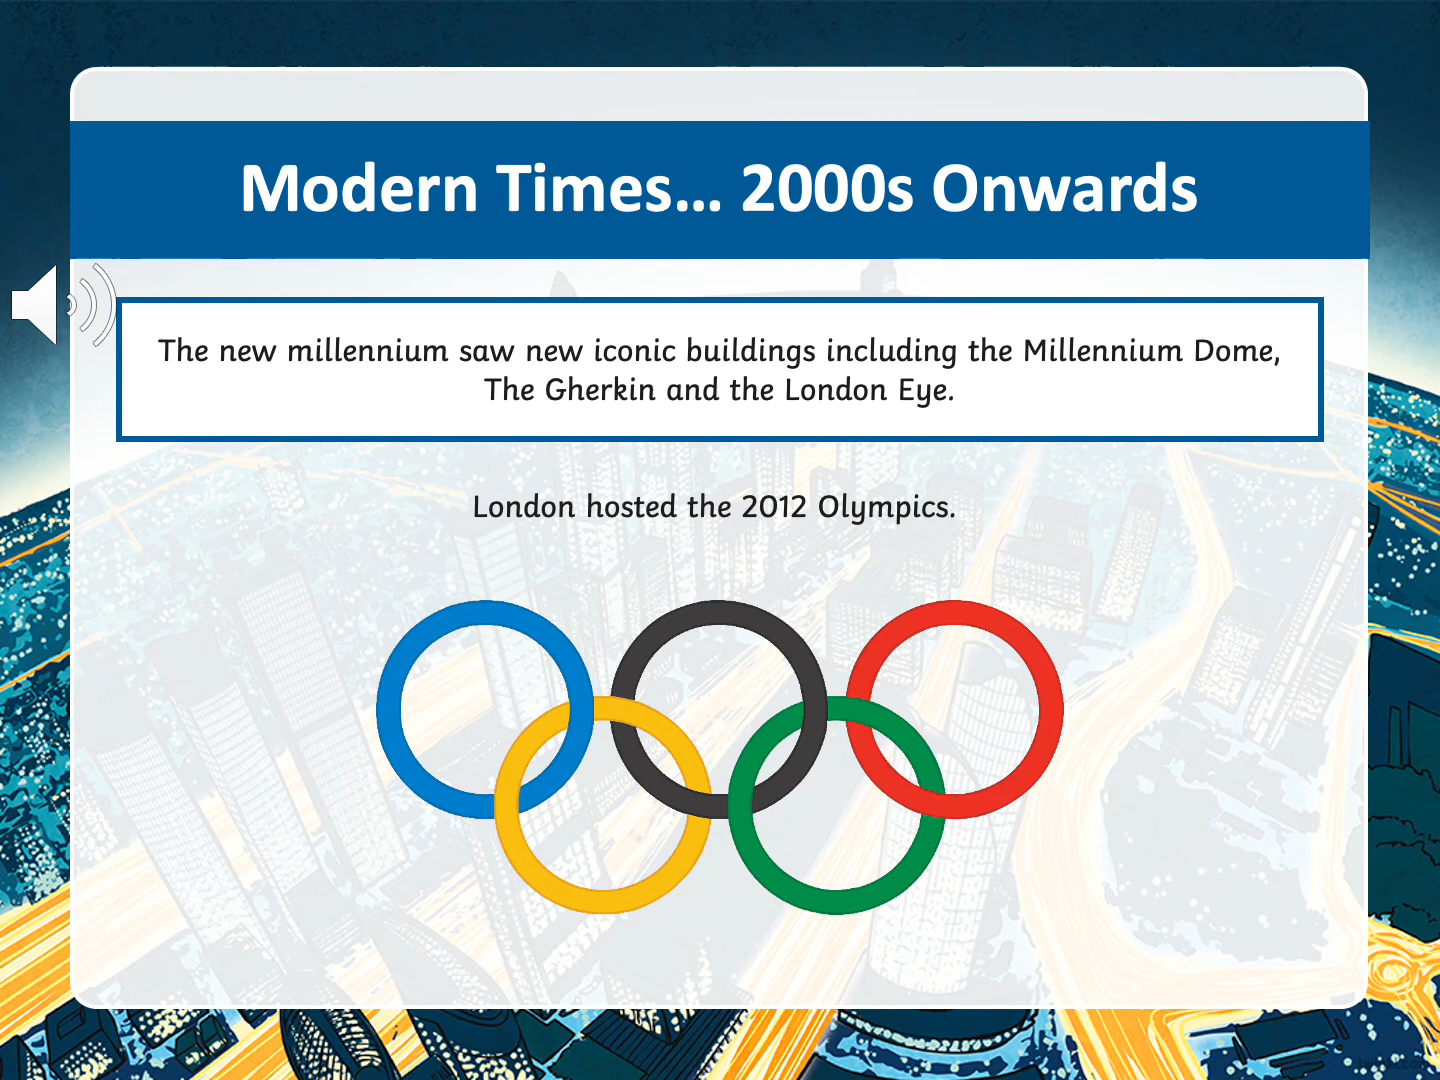 Modern Times... 2000s Onwards
The new millennium saw new iconic buildings including the Millennium Dome,
The Gherkin and the London Eye.
London hosted the 2012 Olympics.